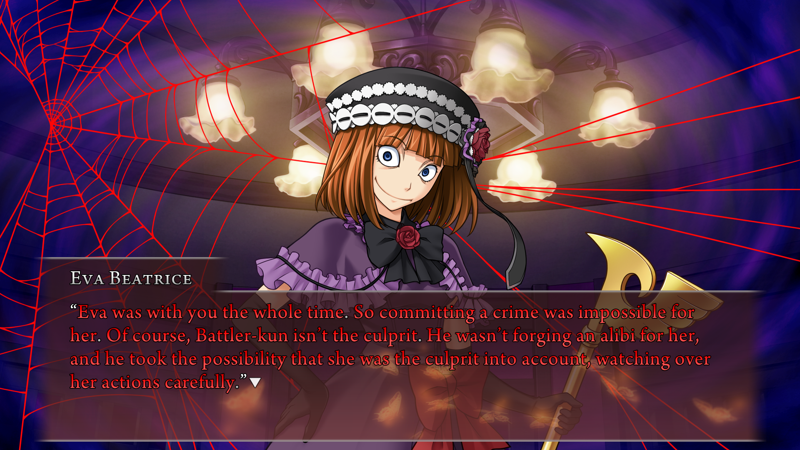 Eva Beatrice
“Eva was with you the whole time. So committing a crime was impossible for
her. Of course, Battler-kun isn’t the culprit. He wasn’t forging an alibi for her,
and he took the possibility that she was the culprit into account, watching over
her actions carefully.”